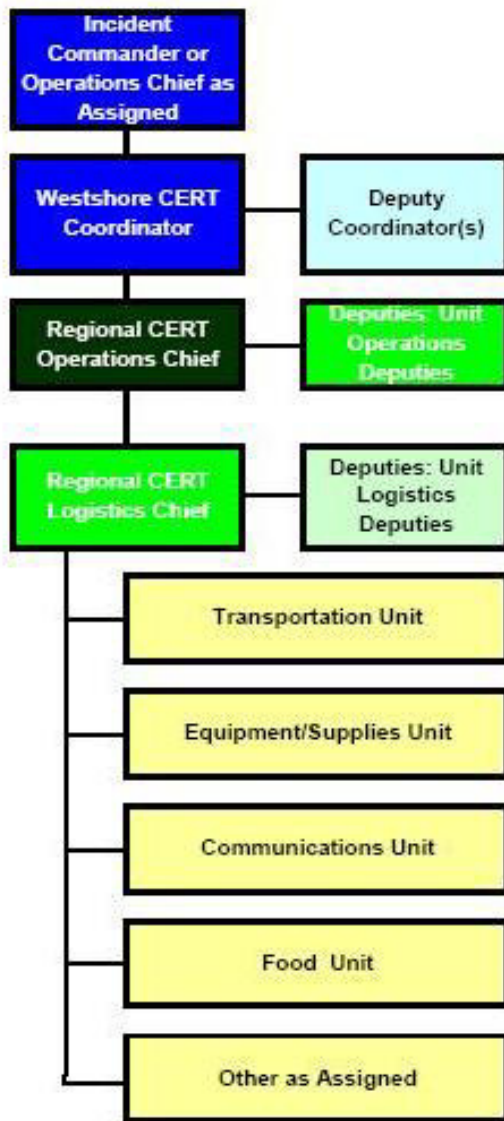 Incident
Commander or
Operations Chief as
Assigned
Westshore CERT
Coordinator
Deputy
Coordinator(s)
Regional CERT
Operations Chief
Deputies: Unit
Operations
Deputies
Regional CERT
Logistics Chief
Deputies: Unit
Logistics
Deputies
Transportation Unit
Equipment/Supplies Unit
Communications Unit
Food Unit
Other as Assigned